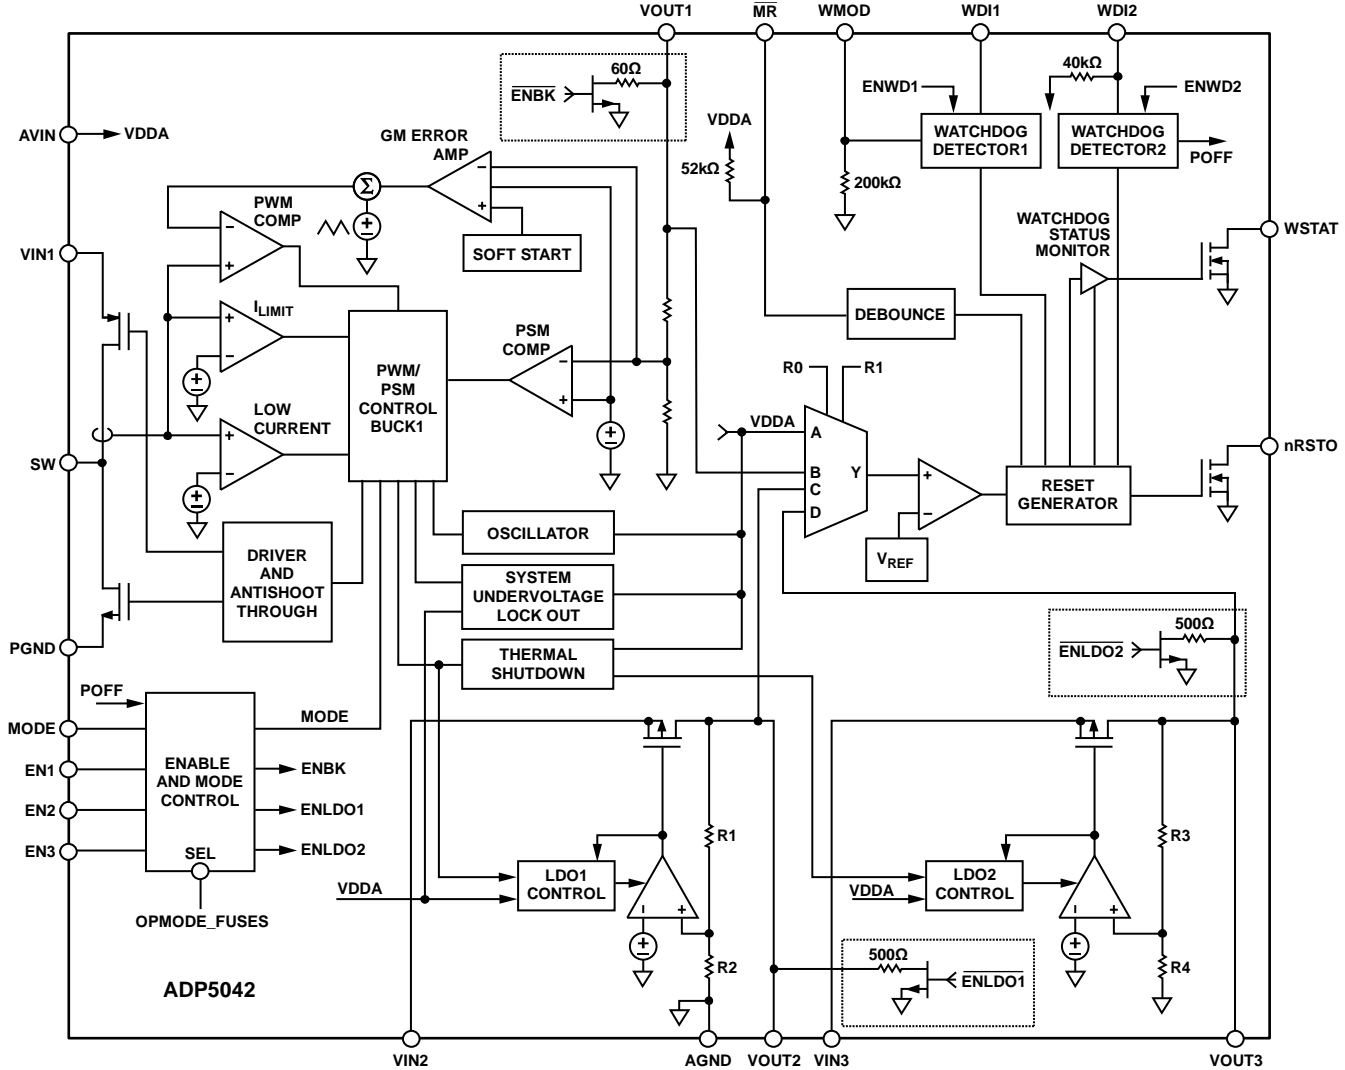 VOUT1
MR
WMOD
WDI1
WDI2
60Ω
ENBK
40kΩ
ENWD1
ENWD2
AVIN
VDDA
GM ERROR
AMP
VDDA
52kΩ
WATCHDOG
DETECTOR1
WATCHDOG
DETECTOR2
POFF
200kΩ
Σ
PWM
COMP
SOFT START
WATCHDOG
STATUS
MONITOR
WSTAT
VIN1
ILIMIT
DEBOUNCE
PSM
COMP
PWM/
PSM
CONTROL
BUCK1
R0
R1
LOW
CURRENT
VDDA
A
B
C
D
Y
nRSTO
SW
RESET
GENERATOR
VREF
OSCILLATOR
DRIVER
AND
ANTISHOOT
THROUGH
SYSTEM
UNDERVOLTAGE
LOCK OUT
500Ω
ENLDO2
PGND
THERMAL
SHUTDOWN
POFF
MODE
MODE
EN1
EN2
EN3
ENABLE
AND MODE
CONTROL
SEL
ENBK
ENLDO1
ENLDO2
OPMODE_FUSES
R1
R3
VDDA
LDO1
CONTROL
VDDA
LDO2
CONTROL
R2
R4
500Ω
ENLDO1
ADP5042
VIN2
AGND
VOUT2
VIN3
VOUT3